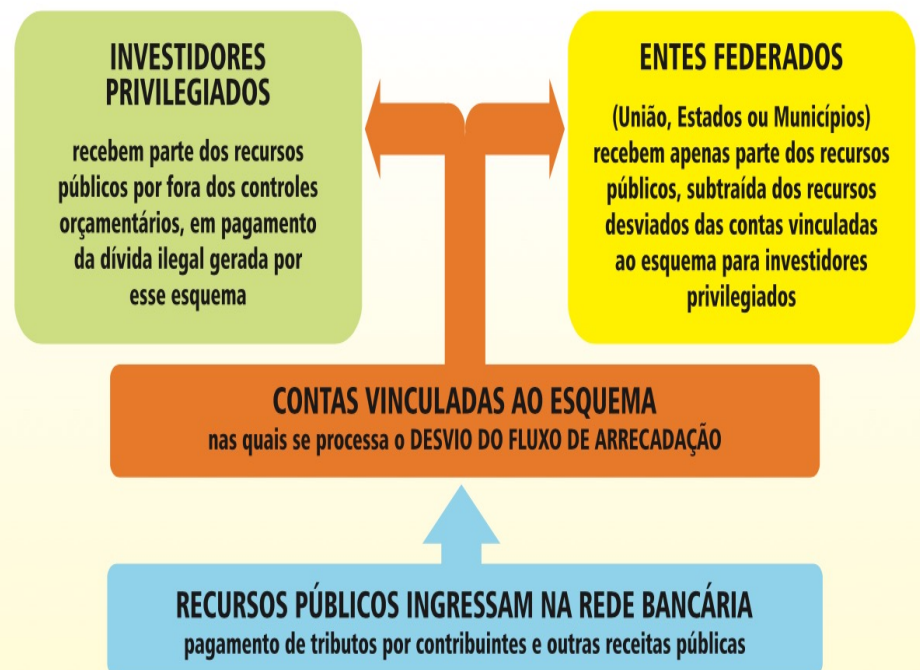 INVESTIDORES
PRIVILEGIADOS
recebem parte dos recursos
públicos por fora dos controles
orçamentários, em pagamento
da dívida ilegal gerada por
esse esquema
ENTES FEDERADOS
(União, Estados ou Municípios)
recebem apenas parte dos recursos
públicos, subtraída dos recursos
desviados das contas vinculadas
ao esquema para investidores
privilegiados
CONTAS VINCULADAS AO ESQUEMA
nas quais se processa o DESVIO DO FLUXO DE ARRECADAÇÃO
RECURSOS PÚBLICOS INGRESSAM NA REDE BANCÁRIA
pagamento de tributos por contribuintes e outras receitas públicas